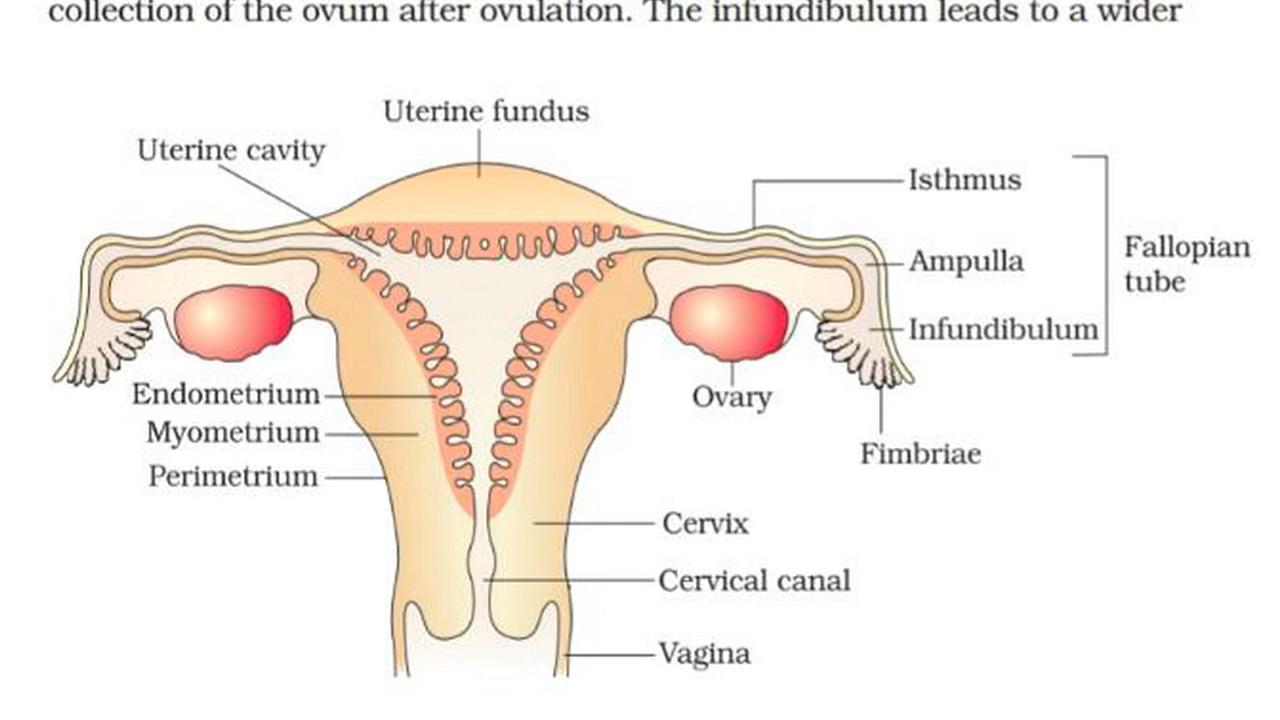 collection of the ovum after ovulation. The infundibulum leads to a wider
Uterine fundus
Uterine cavity
Isthmus
Ampulla
Fallopian
tube
Infundibulum
Endometrium
Ovary
Myometrium
Fimbriae
Perimetrium
Cervix
Cervical canal
Vagina